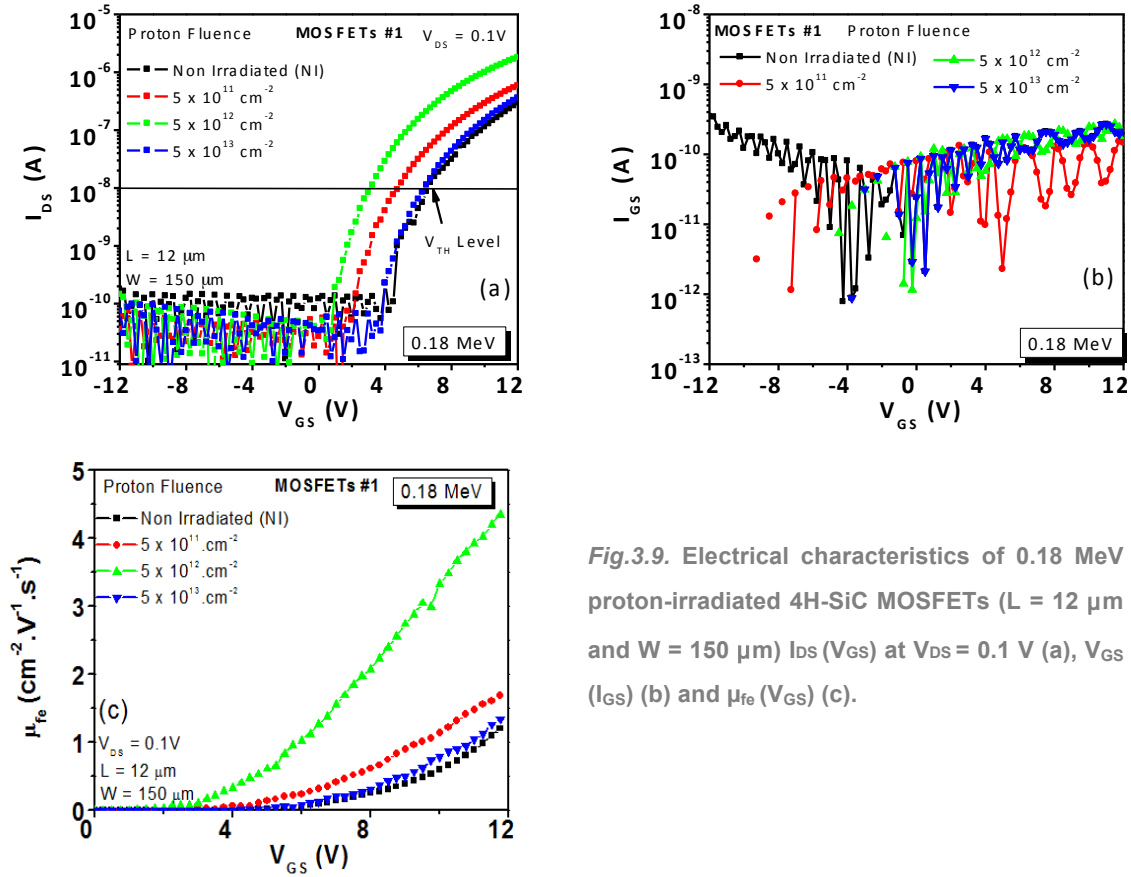 Proton Fluence MOSFETs #1 V_DS = 0.1V
Non Irradiated (NI)
5 x 10^11 cm^-2
5 x 10^12 cm^-2
5 x 10^13 cm^-2
V_TH Level
L = 12 μm
W = 150 μm
(a)
0.18 MeV
10^-5
10^-6
10^-7
10^-8
10^-9
10^-10
10^-11
I_DS (A)
-12 -8 -4 0 4 8 12
V_GS (V)
MOSFETs #1 Proton Fluence
Non Irradiated (NI)
5 x 10^11 cm^-2
5 x 10^12 cm^-2
5 x 10^13 cm^-2
(b)
0.18 MeV
10^-8
10^-9
10^-10
10^-11
10^-12
10^-13
I_GS (A)
-12 -8 -4 0 4 8 12
V_GS (V)
Proton Fluence MOSFETs #1 0.18 MeV
Non Irradiated (NI)
5 x 10^11.cm^-2
5 x 10^12.cm^-2
5 x 10^13.cm^-2
(c)
V_DS = 0.1V
L = 12 μm
W = 150 μm
5
4
3
2
1
0
μ_fe (cm^-2.V^-1.s^-1)
0 4 8 12
V_GS (V)
Fig.3.9. Electrical characteristics of 0.18 MeV
proton-irradiated 4H-SiC MOSFETs (L = 12 μm
and W = 150 μm) I_DS (V_GS) at V_DS = 0.1 V (a), V_GS
(I_GS) (b) and μ_fe (V_GS) (c).